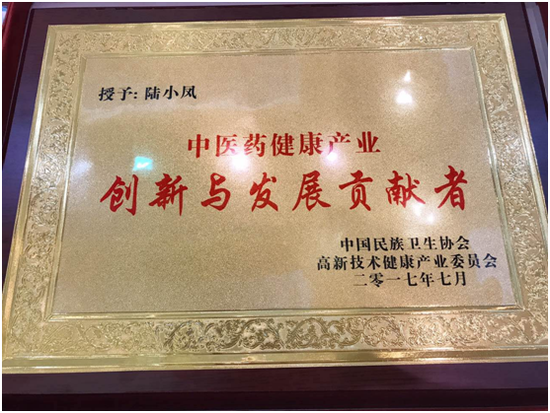 授予: 陆小凤
中医药健康产业
创新与发展贡献者
中国民族卫生协会
高新技术健康产业委员会
二零一七年七月